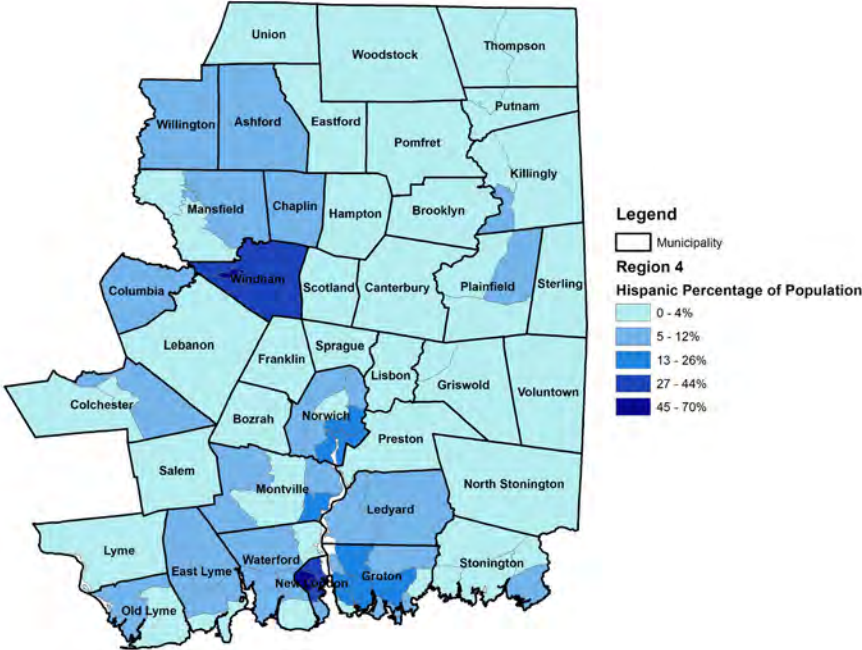 Union
Woodstock
Thompson
Putnam
Willington
Ashford
Eastford
Pomfret
Killingly
Mansfield
Chaplin
Hampton
Brooklyn
Legend
Municipality
Region 4
Hispanic Percentage of Population
0 - 4%
5 - 12%
13 - 26%
27 - 44%
45 - 70%
Windham
Columbia
Scotland
Canterbury
Plainfield
Sterling
Lebanon
Franklin
Sprague
Lisbon
Griswold
Voluntown
Colchester
Bozrah
Norwich
Preston
Salem
Montville
North Stonington
Ledyard
Lyme
East Lyme
Waterford
New London
Groton
Stonington
Old Lyme